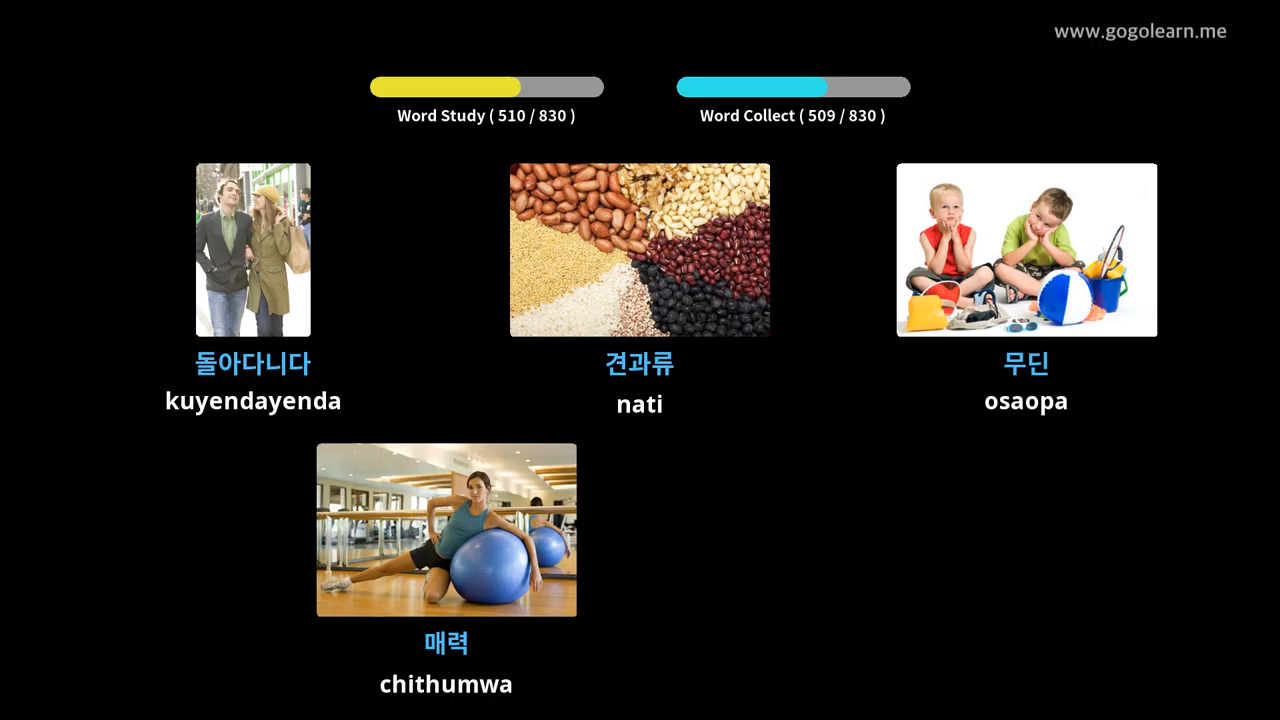 www.gogolearn.me
Word Study ( 510 / 830 )
Word Collect ( 509 / 830 )
돌아다니다
kuyendayenda
견과류
nati
무딘
osaopa
매력
chithumwa